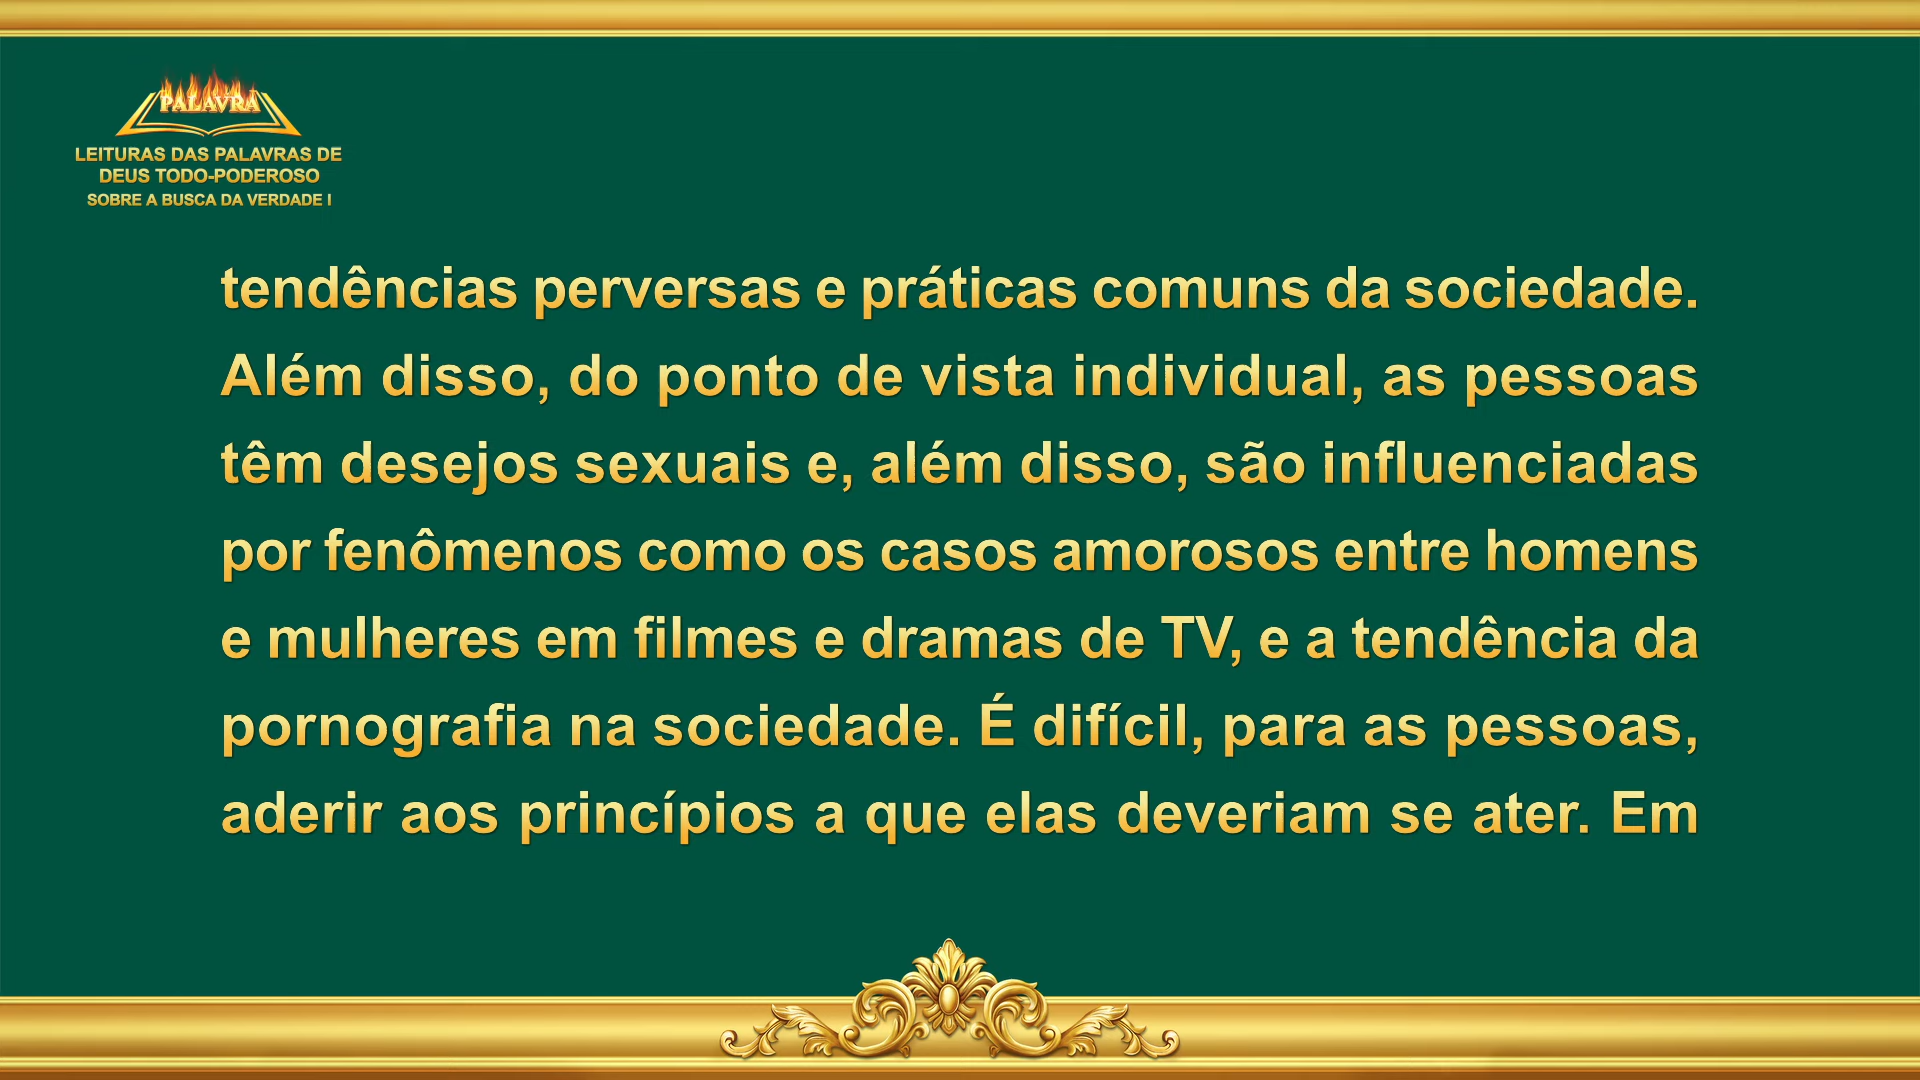 PALAVRA
LEITURAS DAS PALAVRAS DE
DEUS TODO-PODEROSO
SOBRE A BUSCA DA VERDADE I
tendências perversas e práticas comuns da sociedade.
Além disso, do ponto de vista individual, as pessoas
têm desejos sexuais e, além disso, são influenciadas
por fenômenos como os casos amorosos entre homens
e mulheres em filmes e dramas de TV, e a tendência da
pornografia na sociedade. É difícil, para as pessoas,
aderir aos princípios a que elas deveriam se ater. Em